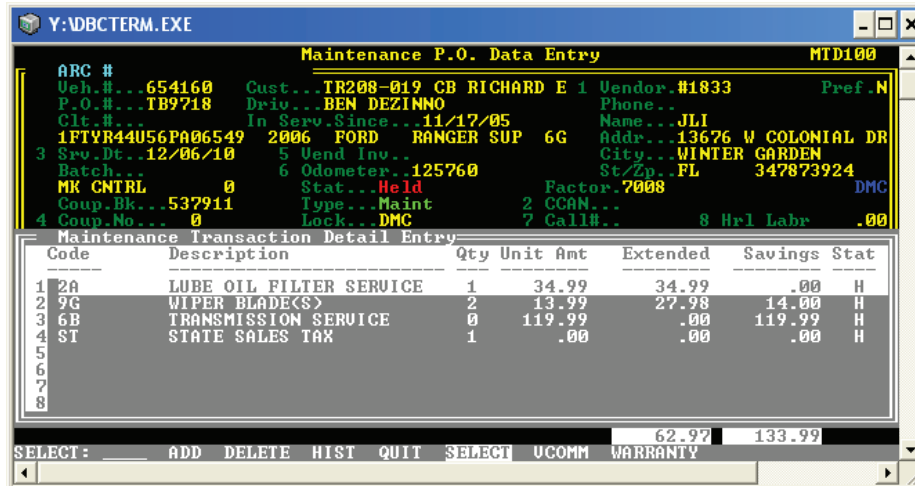 Y:\DBCTERM.EXE
Maintenance P.O. Data Entry MTD100
ARC #
Veh.#...654160 Cust...TR208-019 CB RICHARD E 1 Vendor.#1833 Pref.N
P.O.#...TB9718 Driv...BEN DEZINNO Phone..
Clt.#... In Serv.Since...11/17/05 Name...JLI
1FTYR44U56PA06549 2006 FORD RANGER SUP 6G Addr...13676 W COLONIAL DR
3 Srv.Dt..12/06/10 5 Vend Inv.. City...WINTER GARDEN
Batch... 6 Odometer..125760 St/Zp..FL 347873924
MK CNTRL 0 Stat...Held Factor.7008 DMC
Coup.Bk...537911 Type...Maint 2 CCAN...
4 Coup.No... 0 Lock...DMC 7 Call#.. 8 Hrl Labr .00
Maintenance Transaction Detail Entry
Code Description Qty Unit Amt Extended Savings Stat
1 2A LUBE OIL FILTER SERVICE 1 34.99 34.99 .00 H
2 9G WIPER BLADE(S) 2 13.99 27.98 14.00 H
3 6B TRANSMISSION SERVICE 0 119.99 .00 119.99 H
4 ST STATE SALES TAX 1 .00 .00 .00 H
5
6
7
8
62.97 133.99
SELECT: _____ ADD DELETE HIST QUIT SELECT VCOMM WARRANTY